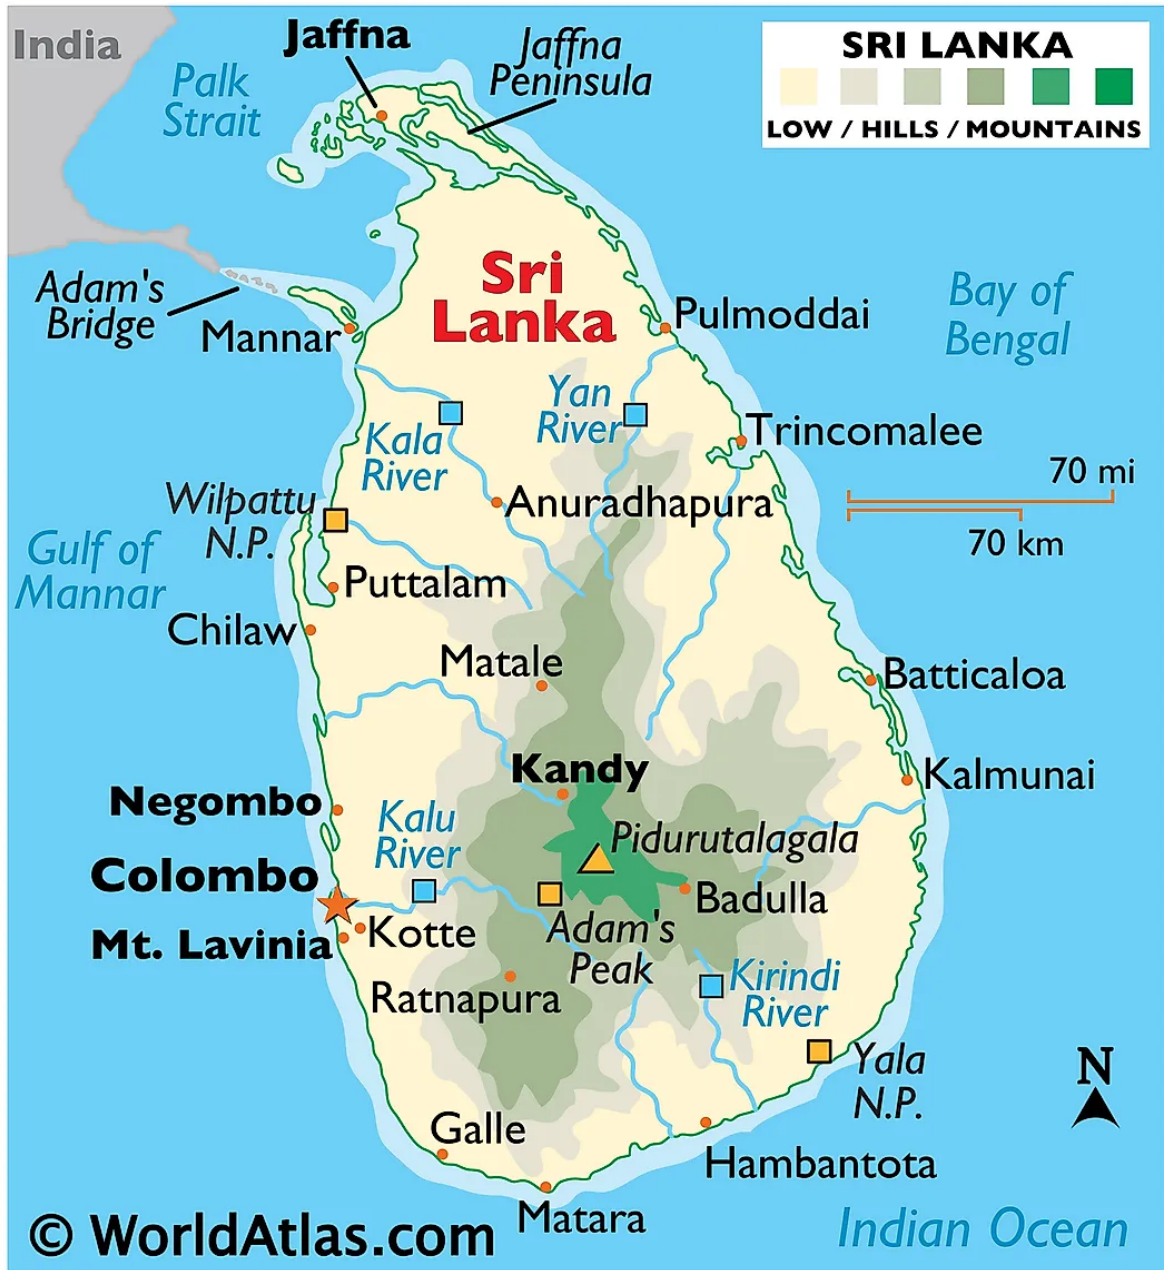 India
Jaffna
Jaffna
Peninsula
Palk
Strait
SRI LANKA
LOW / HILLS / MOUNTAINS
Adam's
Bridge
Mannar
Sri
Lanka
Pulmoddai
Bay of
Bengal
Yan
River
Kala
River
Trincomalee
70 mi
70 km
Wilpattu
N.P.
Anuradhapura
Gulf of
Mannar
Puttalam
Chilaw
Matale
Batticaloa
Kandy
Kalmunai
Negombo
Kalu
River
Pidurutalagala
Colombo
Badulla
Kotte
Mt. Lavinia
Adam's
Peak
Ratnapura
Kirindi
River
Yala
N.P.
N
Galle
Hambantota
Matara
Indian Ocean
© WorldAtlas.com